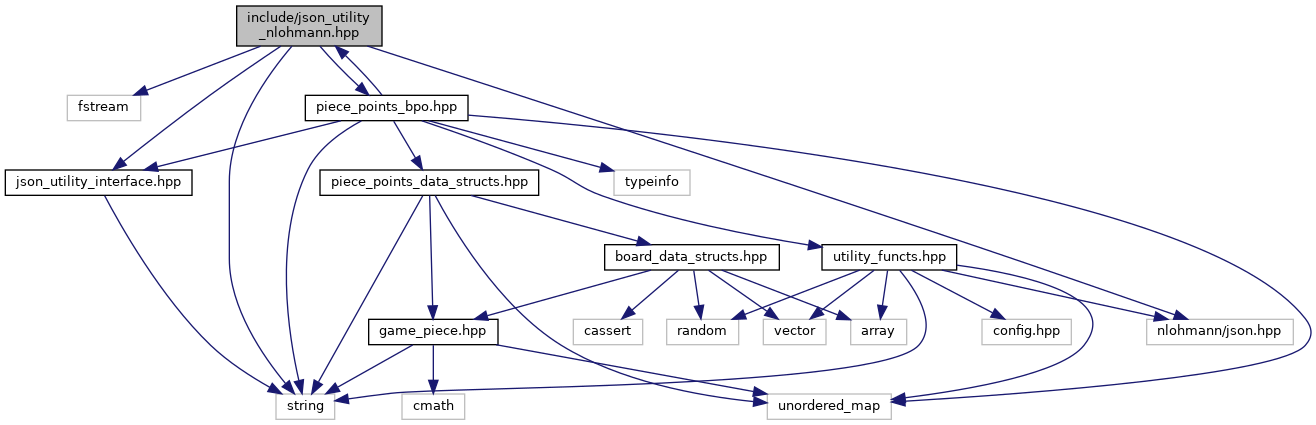 include/json_utility
_nlohmann.hpp
fstream
piece_points_bpo.hpp
json_utility_interface.hpp
piece_points_data_structs.hpp
typeinfo
board_data_structs.hpp
utility_functs.hpp
game_piece.hpp
cassert
random
vector
array
config.hpp
nlohmann/json.hpp
string
cmath
unordered_map